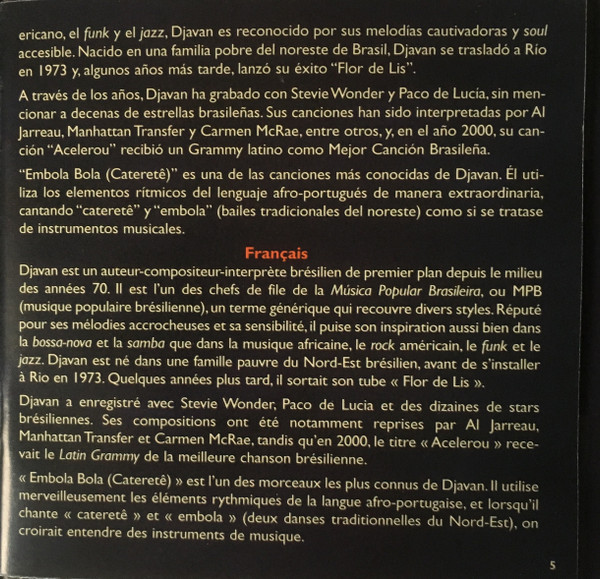 ericano, el funk y el jazz, Djavan es reconocido por sus melodías cautivadoras y soul
accesible. Nacido en una familia pobre del noreste de Brasil, Djavan se trasladó a Río
en 1973 y, algunos años más tarde, lanzó su éxito “Flor de Lis”.
A través de los años, Djavan ha grabado con Stevie Wonder y Paco de Lucía, sin men-
cionar a decenas de estrellas brasileñas. Sus canciones han sido interpretadas por Al
Jarreau, Manhattan Transfer y Carmen McRae, entre otros, y, en el año 2000, su can-
ción “Acelerou” recibió un Grammy latino como Mejor Canción Brasileña.
“Embola Bola (Cateretê)” es una de las canciones más conocidas de Djavan. Él uti-
liza los elementos rítmicos del lenguaje afro-portugués de manera extraordinaria,
cantando “cateretê” y “embola” (bailes tradicionales del noreste) como si se tratase
de instrumentos musicales.
Français
Djavan est un auteur-compositeur-interprète brésilien de premier plan depuis le milieu
des années 70. Il est l’un des chefs de file de la Música Popular Brasileira, ou MPB
(musique populaire brésilienne), un terme générique qui recouvre divers styles. Réputé
pour ses mélodies accrocheuses et sa sensibilité, il puise son inspiration aussi bien dans
la bossa-nova et la samba que dans la musique africaine, le rock américain, le funk et le
jazz. Djavan est né dans une famille pauvre du Nord-Est brésilien, avant de s’installer
à Rio en 1973. Quelques années plus tard, il sortait son tube « Flor de Lis ».
Djavan a enregistré avec Stevie Wonder, Paco de Lucia et des dizaines de stars
brésiliennes. Ses compositions ont été notamment reprises par Al Jarreau,
Manhattan Transfer et Carmen McRae, tandis qu’en 2000, le titre « Acelerou » rece-
vait le Latin Grammy de la meilleure chanson brésilienne.
« Embola Bola (Cateretê) » est l’un des morceaux les plus connus de Djavan. Il utilise
merveilleusement les éléments rythmiques de la langue afro-portugaise, et lorsqu’il
chante « cateretê » et « embola » (deux danses traditionnelles du Nord-Est), on
croirait entendre des instruments de musique.
5